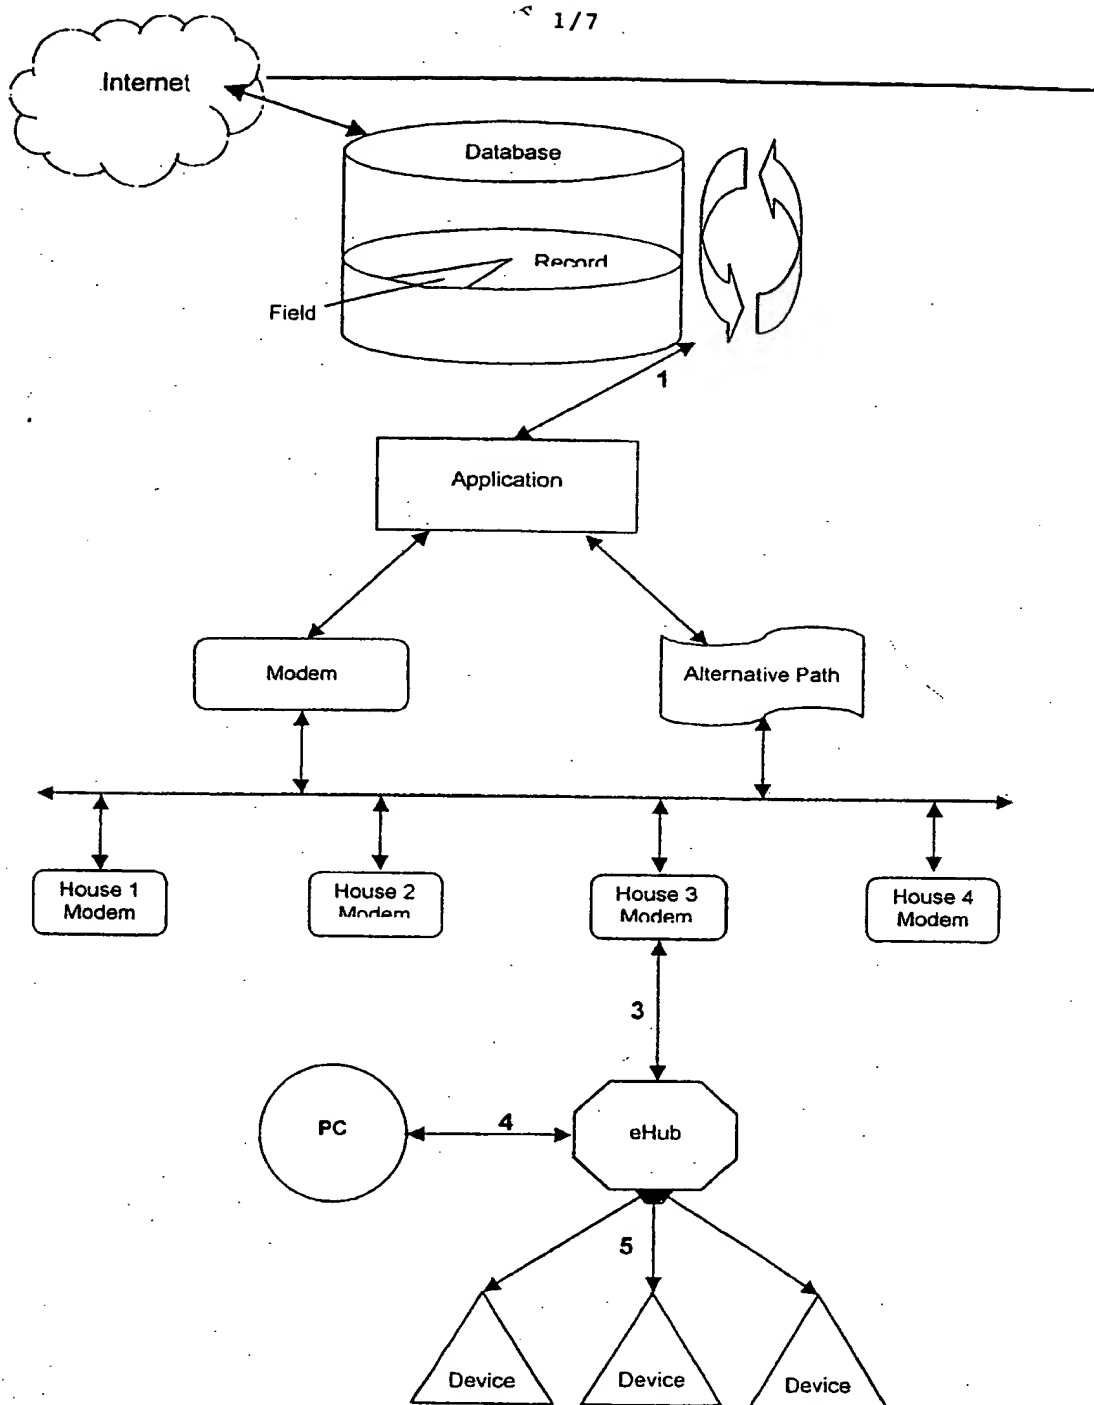 1/7
Internet
Database
Record
Field
1
Application
Modem
Alternative Path
House 1
Modem
House 2
Modem
House 3
Modem
House 4
Modem
3
PC
4
eHub
5
Device
Device
Device